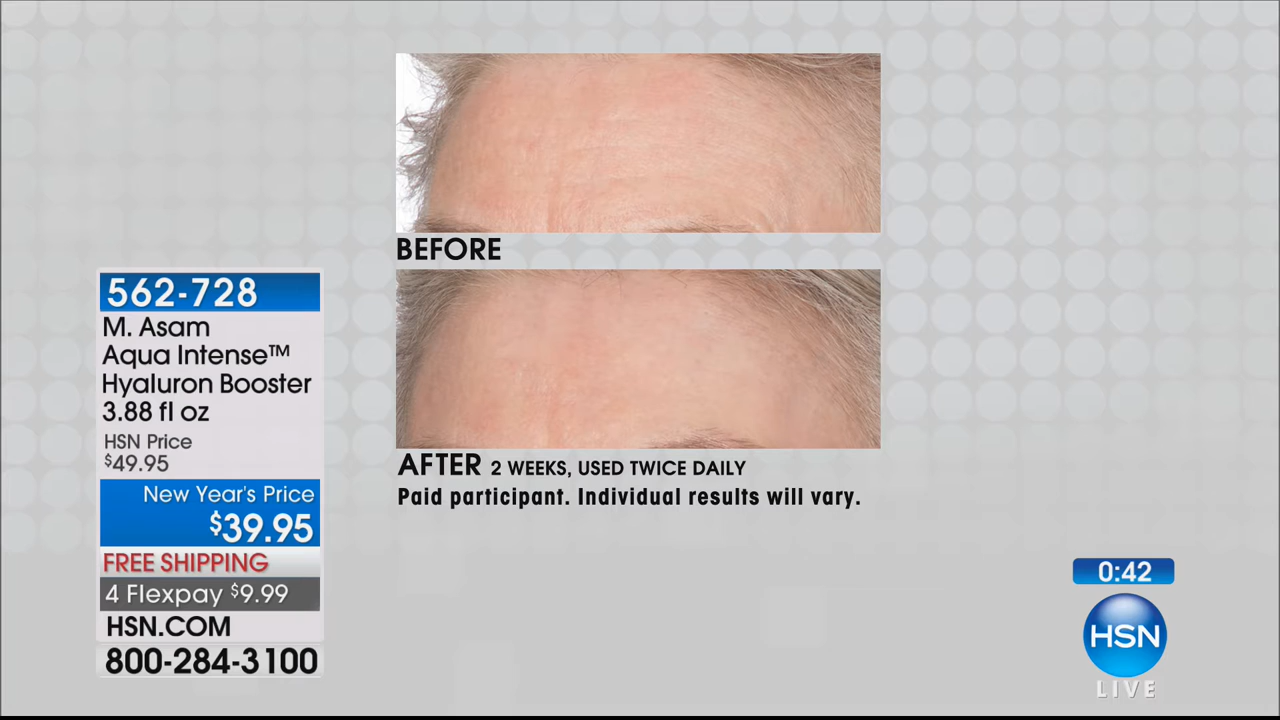 BEFORE
AFTER 2 WEEKS, USED TWICE DAILY
Paid participant. Individual results will vary.
562-728
M. Asam
Aqua Intense™
Hyaluron Booster
3.88 fl oz
HSN Price
$49.95
New Year's Price
$39.95
FREE SHIPPING
4 Flexpay $9.99
HSN.COM
800-284-3100
0:42
HSN
LIVE